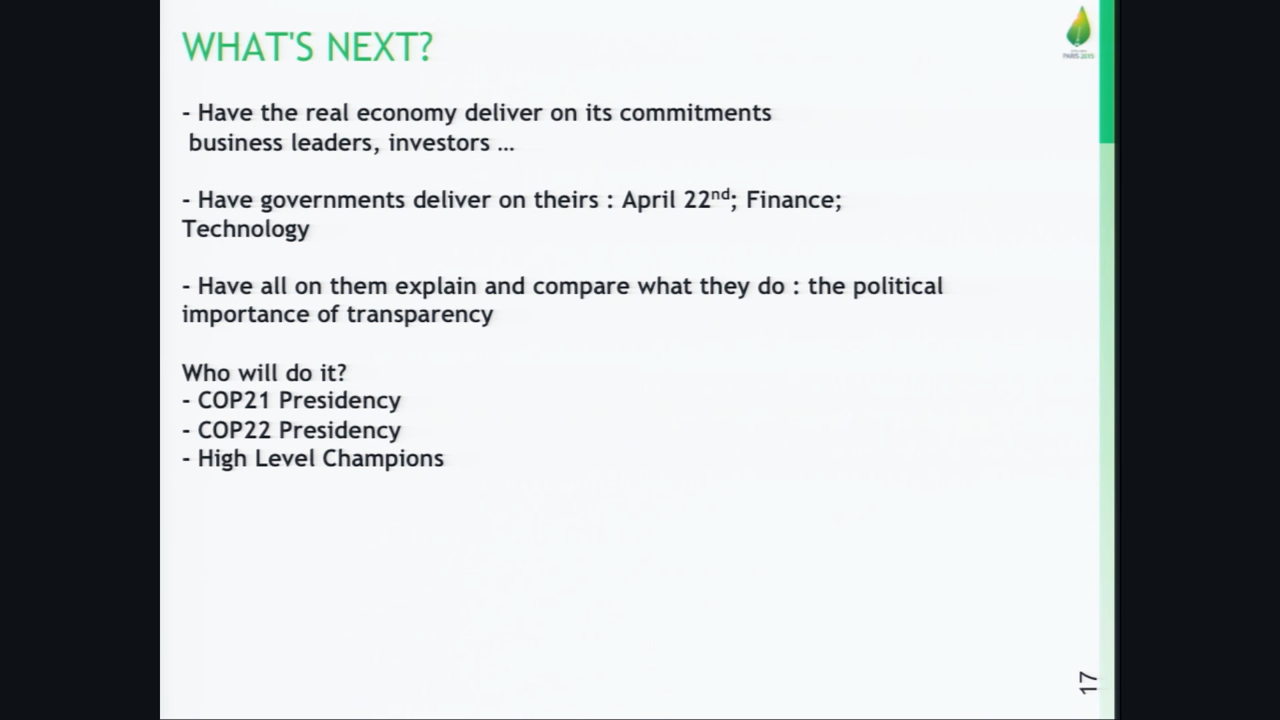 WHAT'S NEXT?
PARIS 2015
- Have the real economy deliver on its commitments
business leaders, investors ...
- Have governments deliver on theirs : April 22nd; Finance;
Technology
- Have all on them explain and compare what they do : the political
importance of transparency
Who will do it?
- COP21 Presidency
- COP22 Presidency
- High Level Champions
17